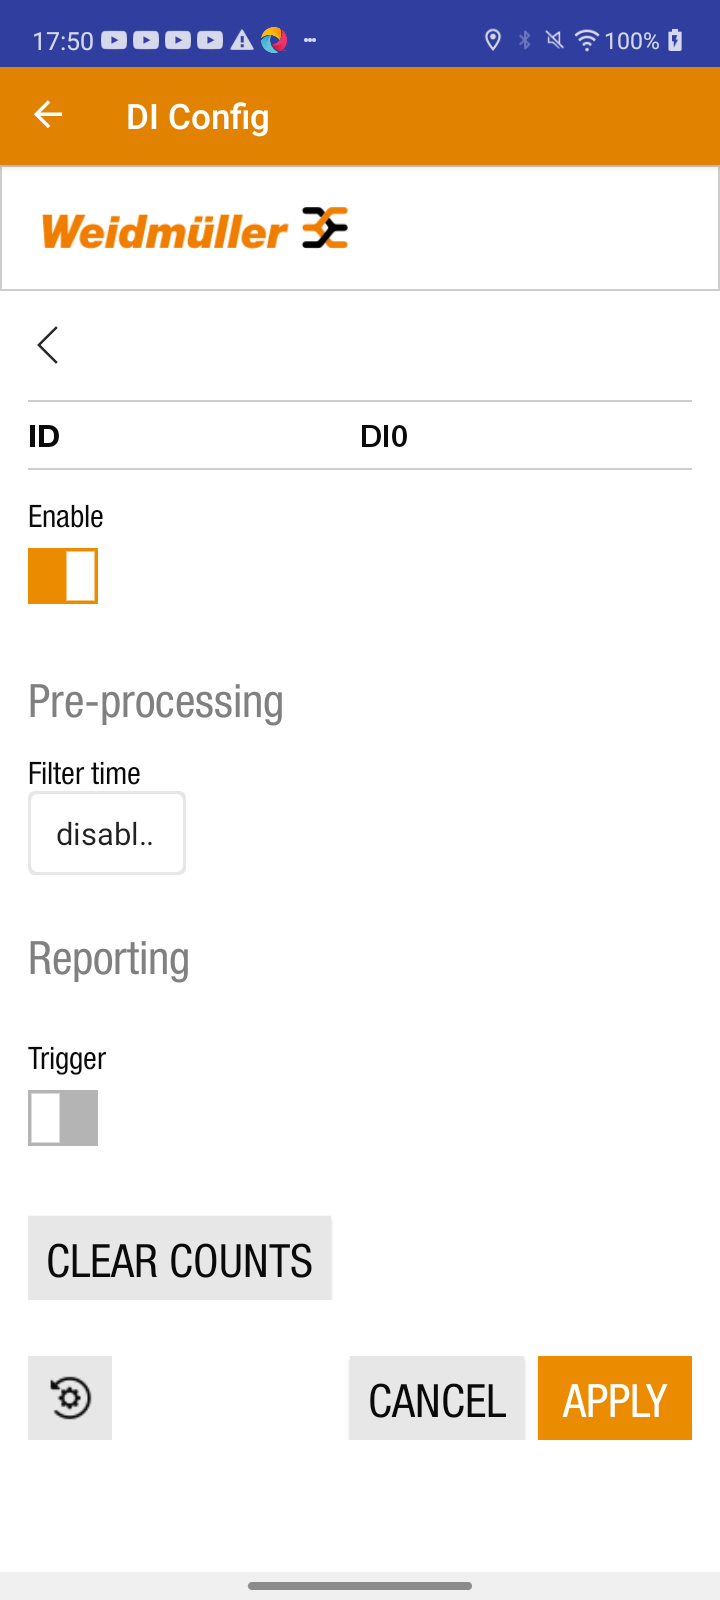 17:50 100%
DI Config
Weidmüller
ID DI0
Enable
Pre-processing
Filter time
disabl..
Reporting
Trigger
CLEAR COUNTS
CANCEL APPLY